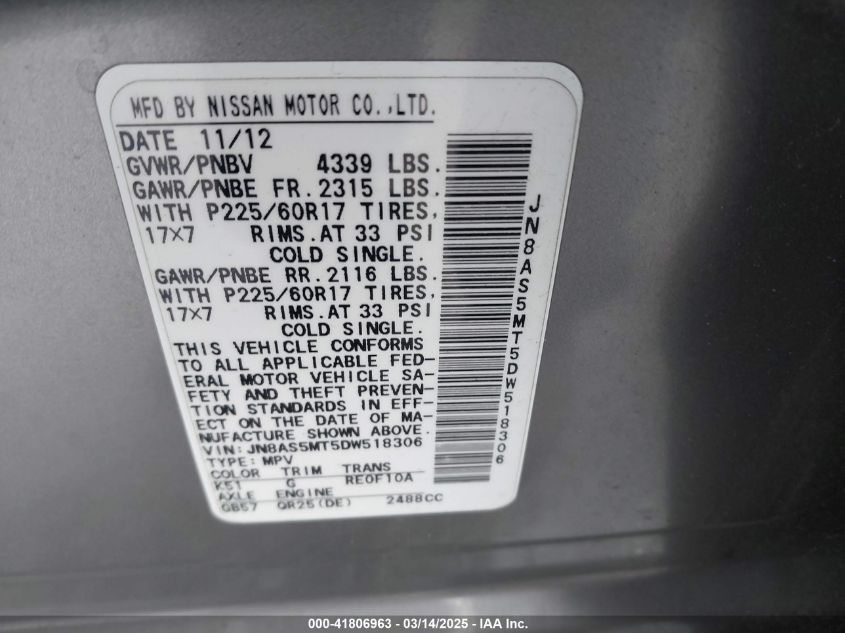 MFD BY NISSAN MOTOR CO.,LTD.
DATE 11/12
GVWR/PNBV 4339 LBS.
GAWR/PNBE FR. 2315 LBS.
WITH P225/60R17 TIRES,
17X7 RIMS.AT 33 PSI
COLD SINGLE.
GAWR/PNBE RR. 2116 LBS.
WITH P225/60R17 TIRES,
17X7 RIMS.AT 33 PSI
COLD SINGLE.
THIS VEHICLE CONFORMS
TO ALL APPLICABLE FED-
ERAL MOTOR VEHICLE SA-
FETY AND THEFT PREVEN-
TION STANDARDS IN EFF-
ECT ON THE DATE OF MA-
NUFACTURE SHOWN ABOVE.
VIN: JN8AS5MT5DW518306
TYPE: MPV
COLOR TRIM TRANS
K51 G RE0F10A
AXLE ENGINE
GB57 QR25(DE) 2488CC
JN8AS5MT5DW518306
000-41806963 - 03/14/2025 - IAA Inc.